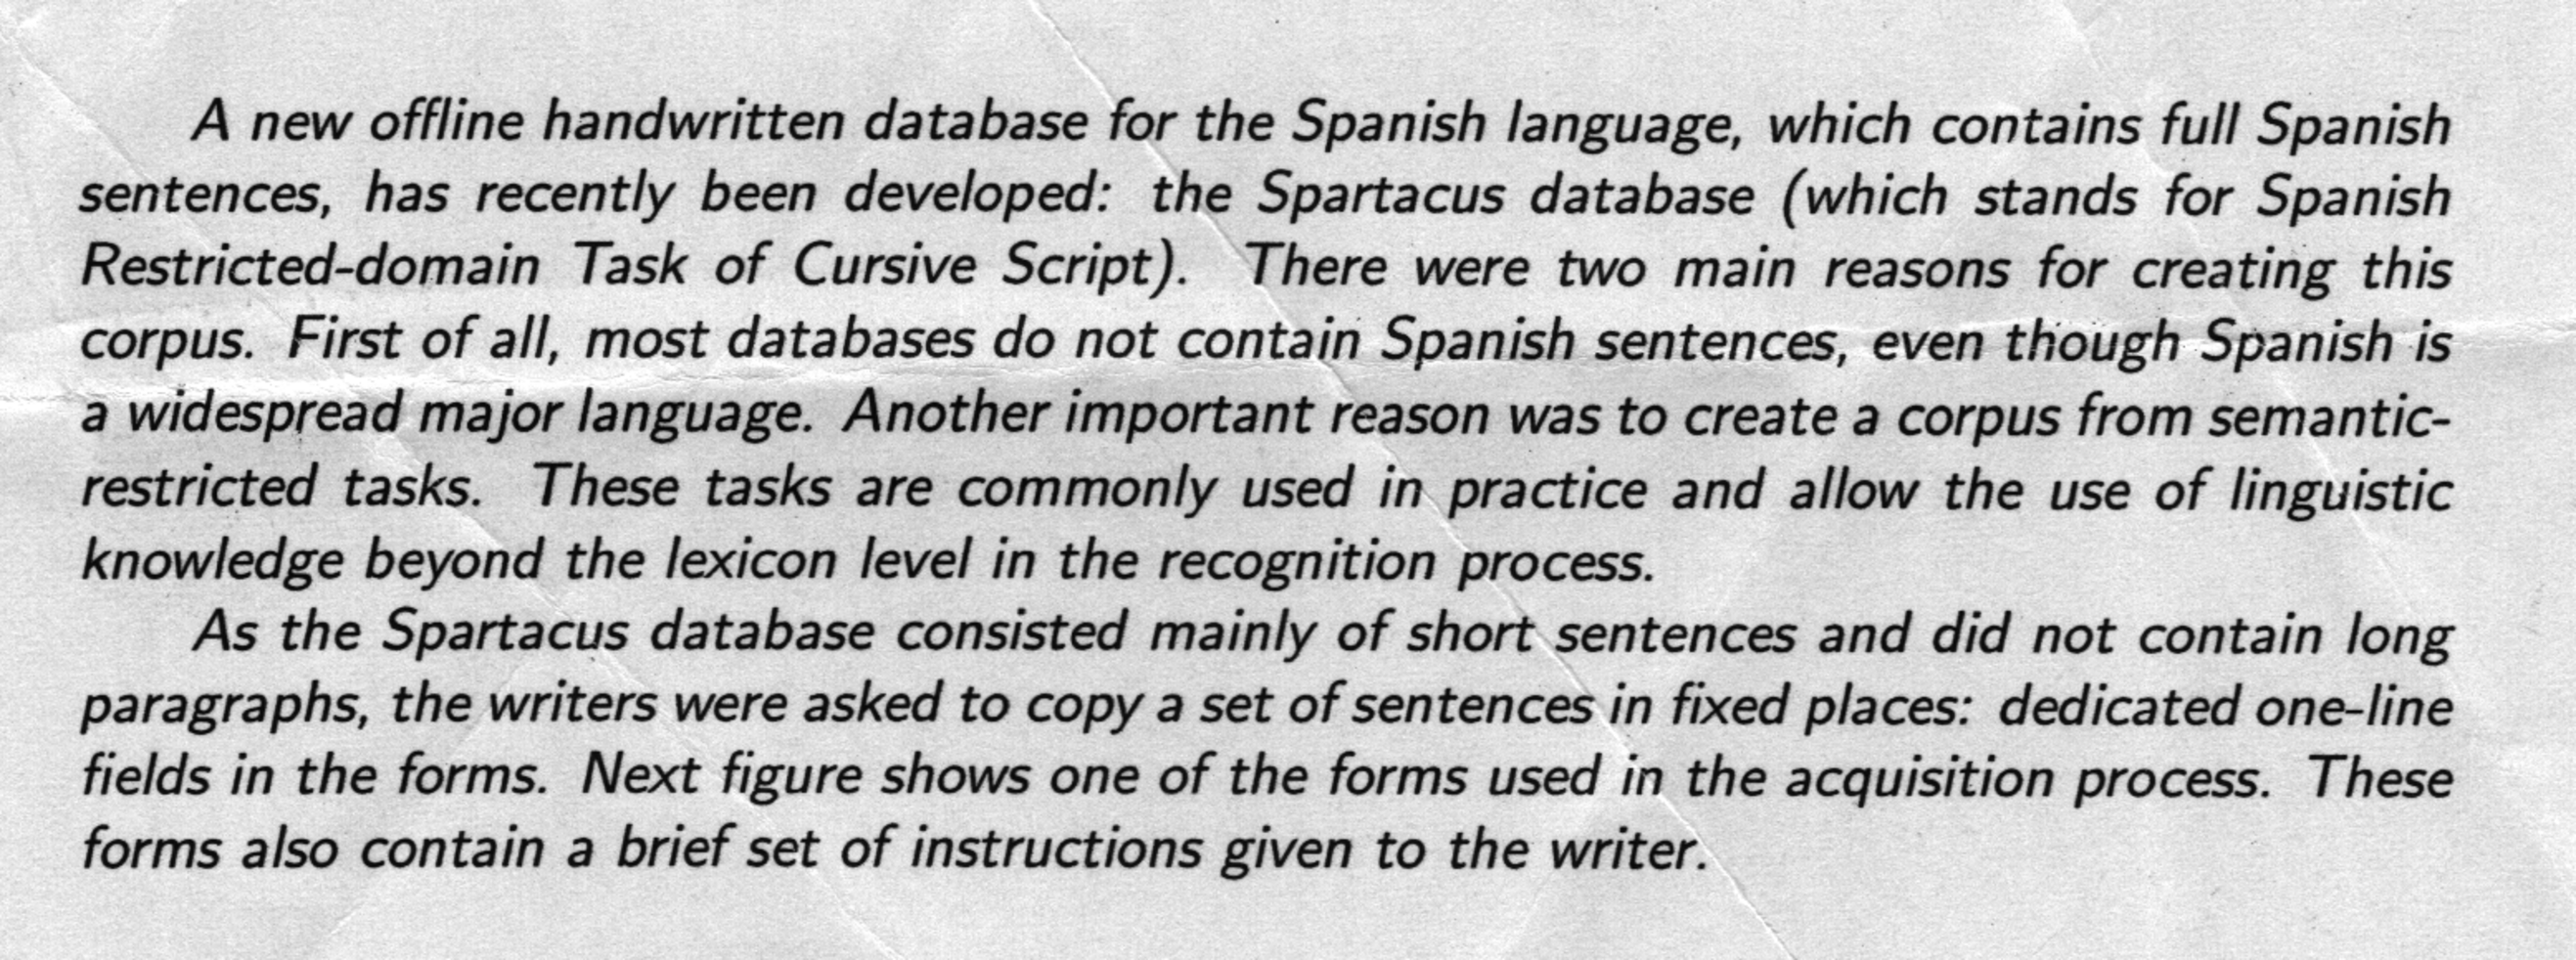 A new offline handwritten database for the Spanish language, which contains full Spanish
sentences, has recently been developed: the Spartacus database (which stands for Spanish
Restricted-domain Task of Cursive Script). There were two main reasons for creating this
corpus. First of all, most databases do not contain Spanish sentences, even though Spanish is
a widespread major language. Another important reason was to create a corpus from semantic-
restricted tasks. These tasks are commonly used in practice and allow the use of linguistic
knowledge beyond the lexicon level in the recognition process.
As the Spartacus database consisted mainly of short sentences and did not contain long
paragraphs, the writers were asked to copy a set of sentences in fixed places: dedicated one-line
fields in the forms. Next figure shows one of the forms used in the acquisition process. These
forms also contain a brief set of instructions given to the writer.